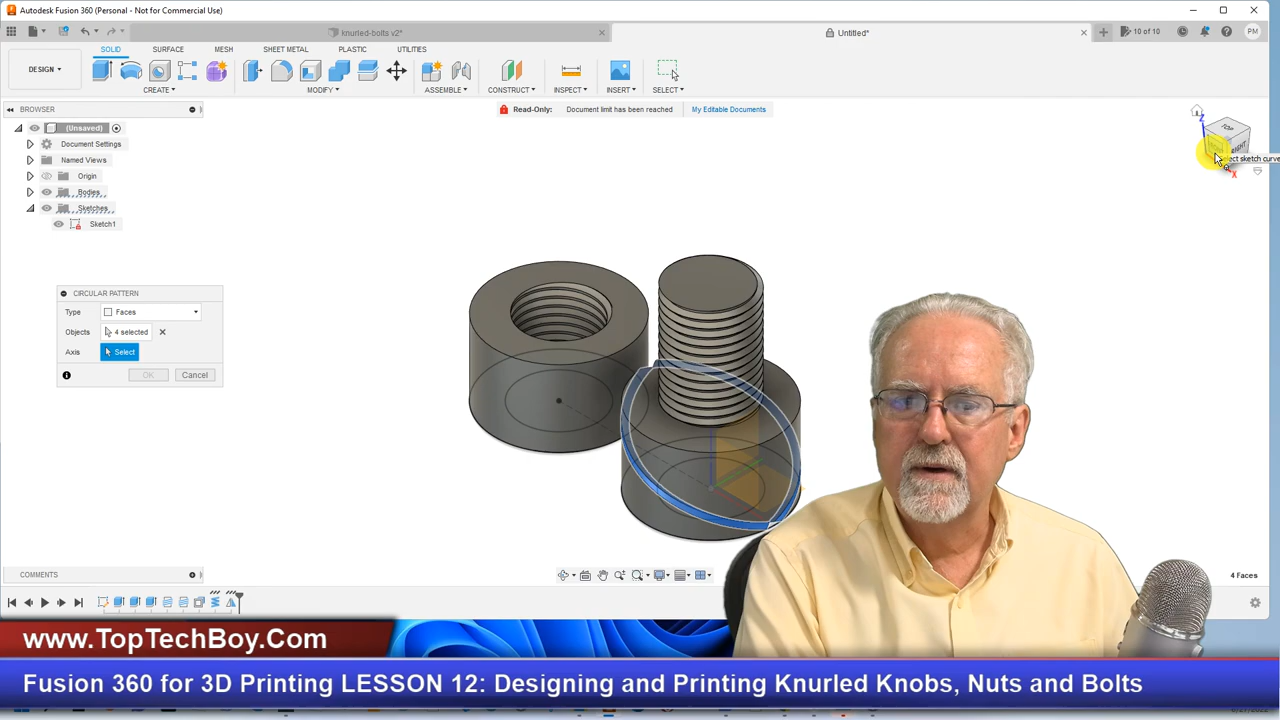 Autodesk Fusion 360 (Personal - Not for Commercial Use)
knurled-bolts v2*
Untitled*
10 of 10
PM
DESIGN
SOLID
SURFACE
MESH
SHEET METAL
PLASTIC
UTILITIES
CREATE
MODIFY
ASSEMBLE
CONSTRUCT
INSPECT
INSERT
SELECT
BROWSER
Read-Only: Document limit has been reached
My Editable Documents
(Unsaved)
Document Settings
Named Views
Origin
Bodies
Sketches
Sketch1
Z
TOP
RIGHT
X
CIRCULAR PATTERN
Type Faces
Objects 4 selected
Axis Select
OK Cancel
COMMENTS
4 Faces
www.TopTechBoy.Com
Fusion 360 for 3D Printing LESSON 12: Designing and Printing Knurled Knobs, Nuts and Bolts